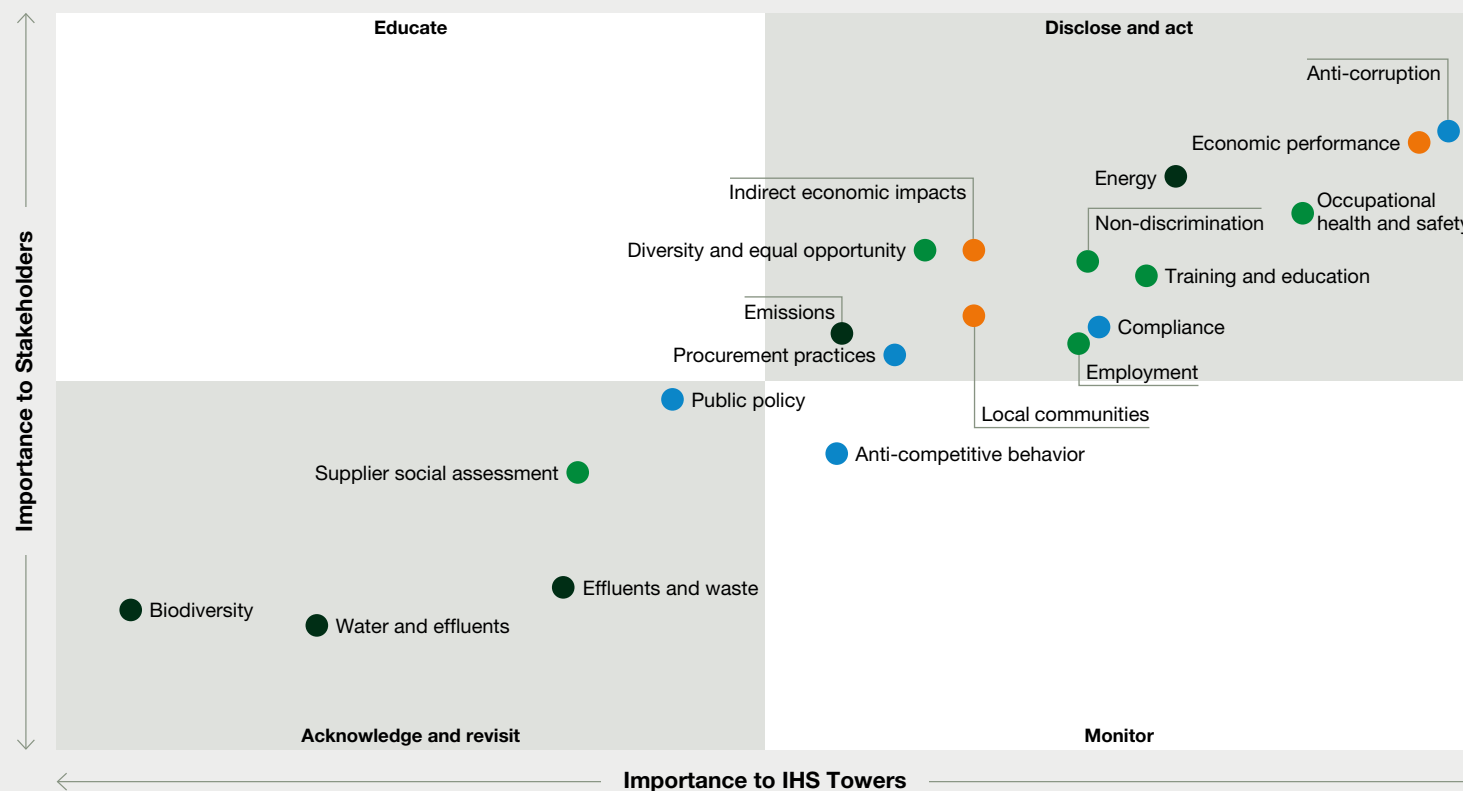 Educate
Disclose and act
Anti-corruption
Economic performance
Energy
Indirect economic impacts
Occupational
health and safety
Non-discrimination
Diversity and equal opportunity
Training and education
Emissions
Compliance
Procurement practices
Employment
Public policy
Local communities
Anti-competitive behavior
Supplier social assessment
Effluents and waste
Biodiversity
Water and effluents
Acknowledge and revisit
Monitor
Importance to Stakeholders
Importance to IHS Towers